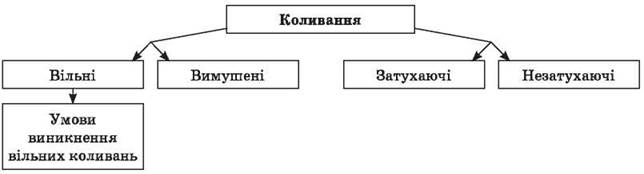 Коливання
Вільні
Вимушені
Затухаючі
Незатухаючі
Умови
виникнення
вільних коливань